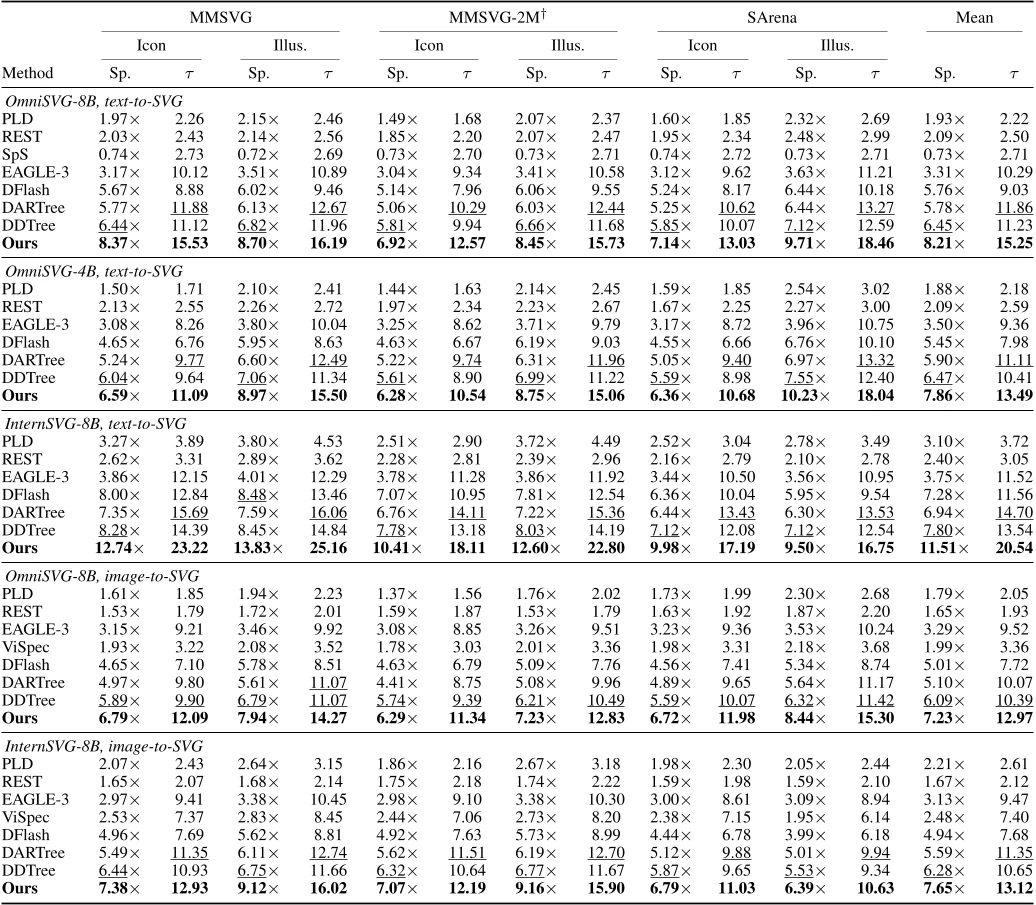 MMSVG MMSVG-2M† SArena Mean
Icon Illus. Icon Illus. Icon Illus.
Method Sp. τ Sp. τ Sp. τ Sp. τ Sp. τ Sp. τ Sp. τ
OmniSVG-8B, text-to-SVG
PLD 1.97× 2.26 2.15× 2.46 1.49× 1.68 2.07× 2.37 1.60× 1.85 2.32× 2.69 1.93× 2.22
REST 2.03× 2.43 2.14× 2.56 1.85× 2.20 2.07× 2.47 1.95× 2.34 2.48× 2.99 2.09× 2.50
SpS 0.74× 2.73 0.72× 2.69 0.73× 2.70 0.73× 2.71 0.74× 2.72 0.73× 2.71 0.73× 2.71
EAGLE-3 3.17× 10.12 3.51× 10.89 3.04× 9.34 3.41× 10.58 3.12× 9.62 3.63× 11.21 3.31× 10.29
DFlash 5.67× 8.88 6.02× 9.46 5.14× 7.96 6.06× 9.55 5.24× 8.17 6.44× 10.18 5.76× 9.03
DARTree 5.77× 11.88 6.13× 12.67 5.06× 10.29 6.03× 12.44 5.25× 10.62 6.44× 13.27 5.78× 11.86
DDTree 6.44× 11.12 6.82× 11.96 5.81× 9.94 6.66× 11.68 5.85× 10.07 7.12× 12.59 6.45× 11.23
Ours 8.37× 15.53 8.70× 16.19 6.92× 12.57 8.45× 15.73 7.14× 13.03 9.71× 18.46 8.21× 15.25
OmniSVG-4B, text-to-SVG
PLD 1.50× 1.71 2.10× 2.41 1.44× 1.63 2.14× 2.45 1.59× 1.85 2.54× 3.02 1.88× 2.18
REST 2.13× 2.55 2.26× 2.72 1.97× 2.34 2.23× 2.67 1.67× 2.25 2.27× 3.00 2.09× 2.59
EAGLE-3 3.08× 8.26 3.80× 10.04 3.25× 8.62 3.71× 9.79 3.17× 8.72 3.96× 10.75 3.50× 9.36
DFlash 4.65× 6.76 5.95× 8.63 4.63× 6.67 6.19× 9.03 4.55× 6.66 6.76× 10.10 5.45× 7.98
DARTree 5.24× 9.77 6.60× 12.49 5.22× 9.74 6.31× 11.96 5.05× 9.40 6.97× 13.32 5.90× 11.11
DDTree 6.04× 9.64 7.06× 11.34 5.61× 8.90 6.99× 11.22 5.59× 8.98 7.55× 12.40 6.47× 10.41
Ours 6.59× 11.09 8.97× 15.50 6.28× 10.54 8.75× 15.06 6.36× 10.68 10.23× 18.04 7.86× 13.49
InternSVG-8B, text-to-SVG
PLD 3.27× 3.89 3.80× 4.53 2.51× 2.90 3.72× 4.49 2.52× 3.04 2.78× 3.49 3.10× 3.72
REST 2.62× 3.31 2.89× 3.62 2.28× 2.81 2.39× 2.96 2.16× 2.79 2.10× 2.78 2.40× 3.05
EAGLE-3 3.86× 12.15 4.01× 12.29 3.78× 11.28 3.86× 11.92 3.44× 10.50 3.56× 10.95 3.75× 11.52
DFlash 8.00× 12.84 8.48× 13.46 7.07× 10.95 7.81× 12.54 6.36× 10.04 5.95× 9.54 7.28× 11.56
DARTree 7.35× 15.69 7.59× 16.06 6.76× 14.11 7.22× 15.36 6.44× 13.43 6.30× 13.53 6.94× 14.70
DDTree 8.28× 14.39 8.45× 14.84 7.78× 13.18 8.03× 14.19 7.12× 12.08 7.12× 12.54 7.80× 13.54
Ours 12.74× 23.22 13.83× 25.16 10.41× 18.11 12.60× 22.80 9.98× 17.19 9.50× 16.75 11.51× 20.54
OmniSVG-8B, image-to-SVG
PLD 1.61× 1.85 1.94× 2.23 1.37× 1.56 1.76× 2.02 1.73× 1.99 2.30× 2.68 1.79× 2.05
REST 1.53× 1.79 1.72× 2.01 1.59× 1.87 1.53× 1.79 1.63× 1.92 1.87× 2.20 1.65× 1.93
EAGLE-3 3.15× 9.21 3.46× 9.92 3.08× 8.85 3.26× 9.51 3.23× 9.36 3.53× 10.24 3.29× 9.52
ViSpec 1.93× 3.22 2.08× 3.52 1.78× 3.03 2.01× 3.36 1.98× 3.31 2.18× 3.68 1.99× 3.36
DFlash 4.65× 7.10 5.78× 8.51 4.63× 6.79 5.09× 7.76 4.56× 7.41 5.34× 8.74 5.01× 7.72
DARTree 4.97× 9.80 5.61× 11.07 4.41× 8.75 5.08× 9.96 4.89× 9.65 5.64× 11.17 5.10× 10.07
DDTree 5.89× 9.90 6.79× 11.07 5.74× 9.39 6.21× 10.49 5.59× 10.07 6.32× 11.42 6.09× 10.39
Ours 6.79× 12.09 7.94× 14.27 6.29× 11.34 7.23× 12.83 6.72× 11.98 8.44× 15.30 7.23× 12.97
InternSVG-8B, image-to-SVG
PLD 2.07× 2.43 2.64× 3.15 1.86× 2.16 2.67× 3.18 1.98× 2.30 2.05× 2.44 2.21× 2.61
REST 1.65× 2.07 1.68× 2.14 1.75× 2.18 1.74× 2.22 1.59× 1.98 1.59× 2.10 1.67× 2.12
EAGLE-3 2.97× 9.41 3.38× 10.45 2.98× 9.10 3.38× 10.30 3.00× 8.61 3.09× 8.94 3.13× 9.47
ViSpec 2.53× 7.37 2.83× 8.45 2.44× 7.06 2.73× 8.20 2.38× 7.15 1.95× 6.14 2.48× 7.40
DFlash 4.96× 7.69 5.62× 8.81 4.92× 7.63 5.73× 8.99 4.44× 6.78 3.99× 6.18 4.94× 7.68
DARTree 5.49× 11.35 6.11× 12.74 5.62× 11.51 6.19× 12.70 5.12× 9.88 5.01× 9.94 5.59× 11.35
DDTree 6.44× 10.93 6.75× 11.66 6.32× 10.64 6.77× 11.67 5.87× 9.65 5.53× 9.34 6.28× 10.65
Ours 7.38× 12.93 9.12× 16.02 7.07× 12.19 9.16× 15.90 6.79× 11.03 6.39× 10.63 7.65× 13.12